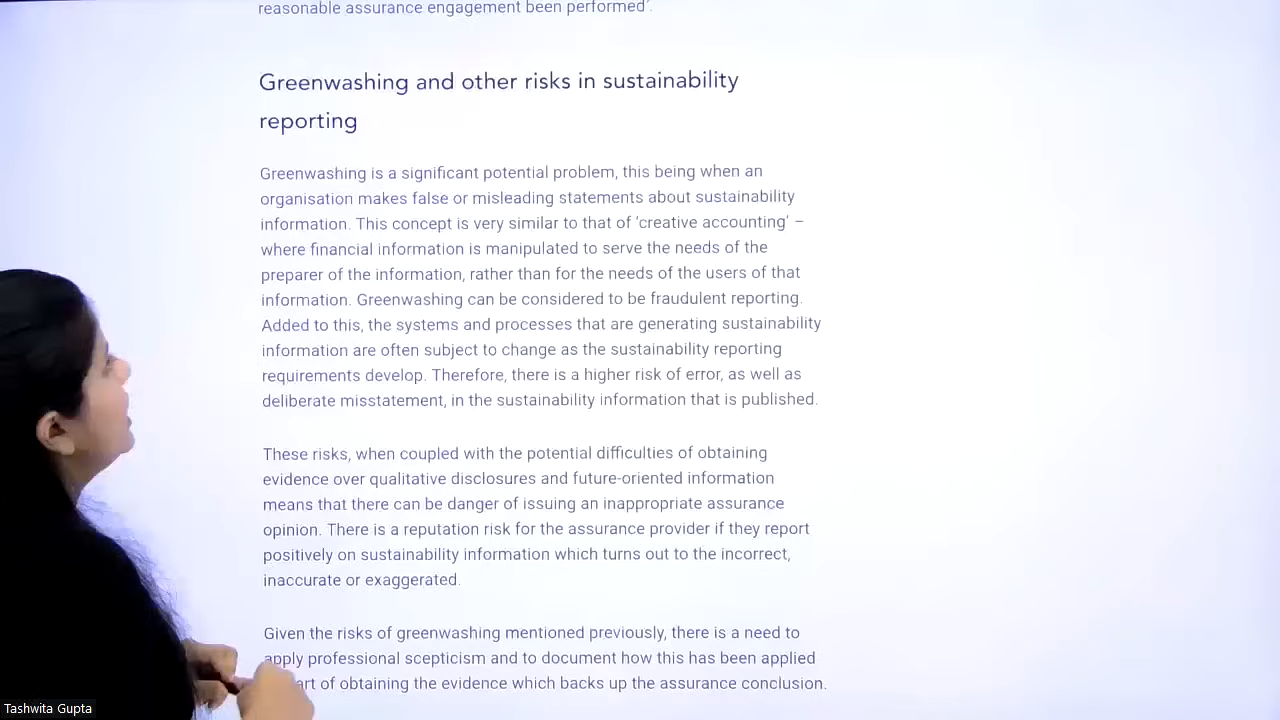 reasonable assurance engagement been performed’.
Greenwashing and other risks in sustainability
reporting
Greenwashing is a significant potential problem, this being when an
organisation makes false or misleading statements about sustainability
information. This concept is very similar to that of ‘creative accounting’ –
where financial information is manipulated to serve the needs of the
preparer of the information, rather than for the needs of the users of that
information. Greenwashing can be considered to be fraudulent reporting.
Added to this, the systems and processes that are generating sustainability
information are often subject to change as the sustainability reporting
requirements develop. Therefore, there is a higher risk of error, as well as
deliberate misstatement, in the sustainability information that is published.
These risks, when coupled with the potential difficulties of obtaining
evidence over qualitative disclosures and future-oriented information
means that there can be danger of issuing an inappropriate assurance
opinion. There is a reputation risk for the assurance provider if they report
positively on sustainability information which turns out to the incorrect,
inaccurate or exaggerated.
Given the risks of greenwashing mentioned previously, there is a need to
apply professional scepticism and to document how this has been applied
of obtaining the evidence which backs up the assurance conclusion.
Tashwita Gupta